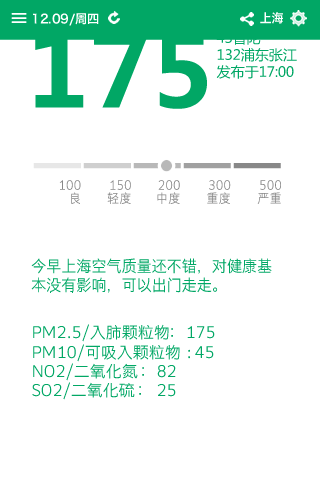 12.09/周四
上海
175
132浦东张江
发布于17:00
100 150 200 300 500
良 轻度 中度 重度 严重
今早上海空气质量还不错，对健康基
本没有影响，可以出门走走。
PM2.5/入肺颗粒物： 175
PM10/可吸入颗粒物 ：45
NO2/二氧化氮： 82
SO2/二氧化硫： 25